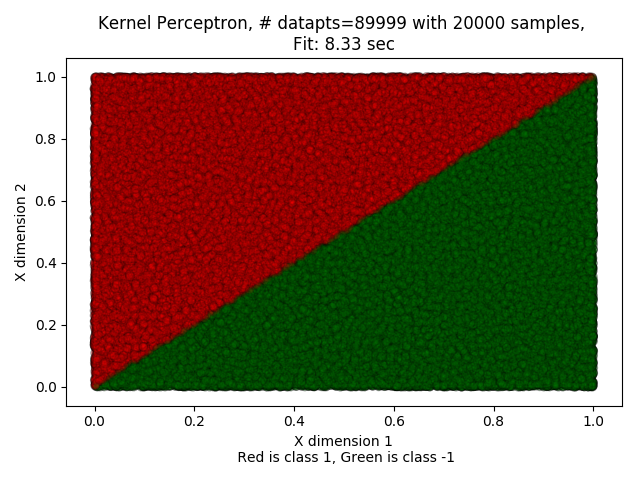 Kernel Perceptron, # datapts=89999 with 20000 samples,
Fit: 8.33 sec
1.0
0.8
0.6
0.4
0.2
0.0
X dimension 2
0.0 0.2 0.4 0.6 0.8 1.0
X dimension 1
Red is class 1, Green is class -1